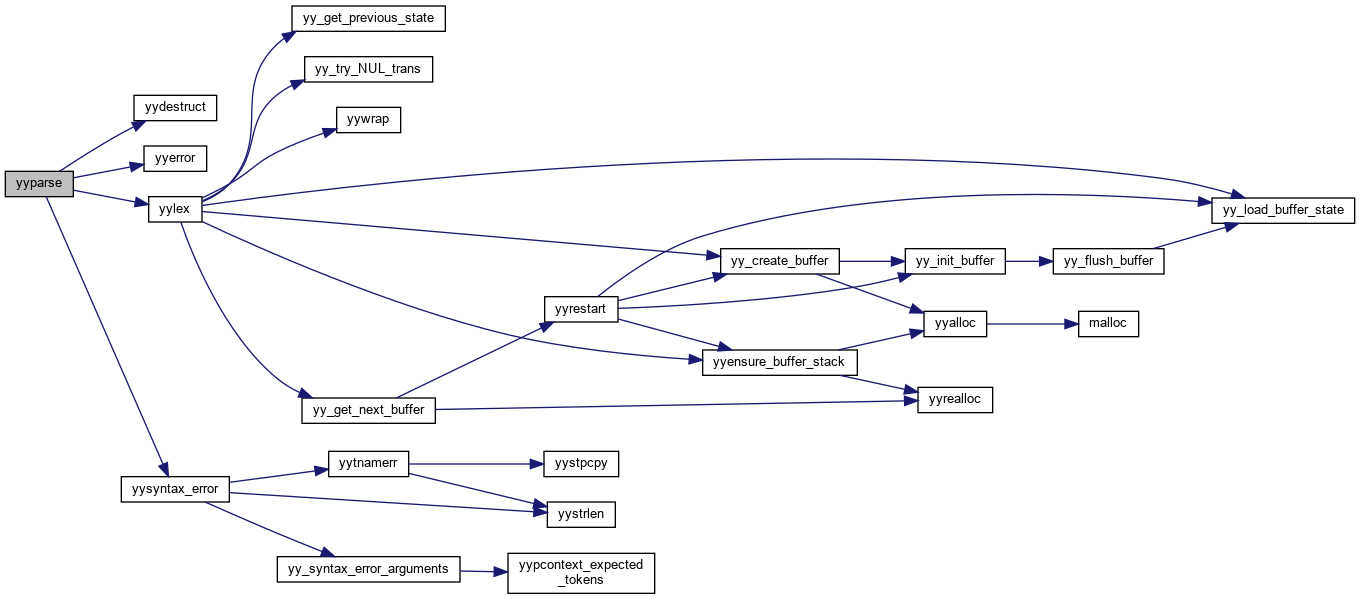 yy_get_previous_state
yy_try_NUL_trans
yydestruct
yywrap
yyerror
yyparse
yylex
yy_load_buffer_state
yy_create_buffer
yy_init_buffer
yy_flush_buffer
yyrestart
yyalloc
malloc
yyensure_buffer_stack
yy_get_next_buffer
yyrealloc
yytnamerr
yystpcpy
yysyntax_error
yystrlen
yy_syntax_error_arguments
yypcontext_expected
_tokens